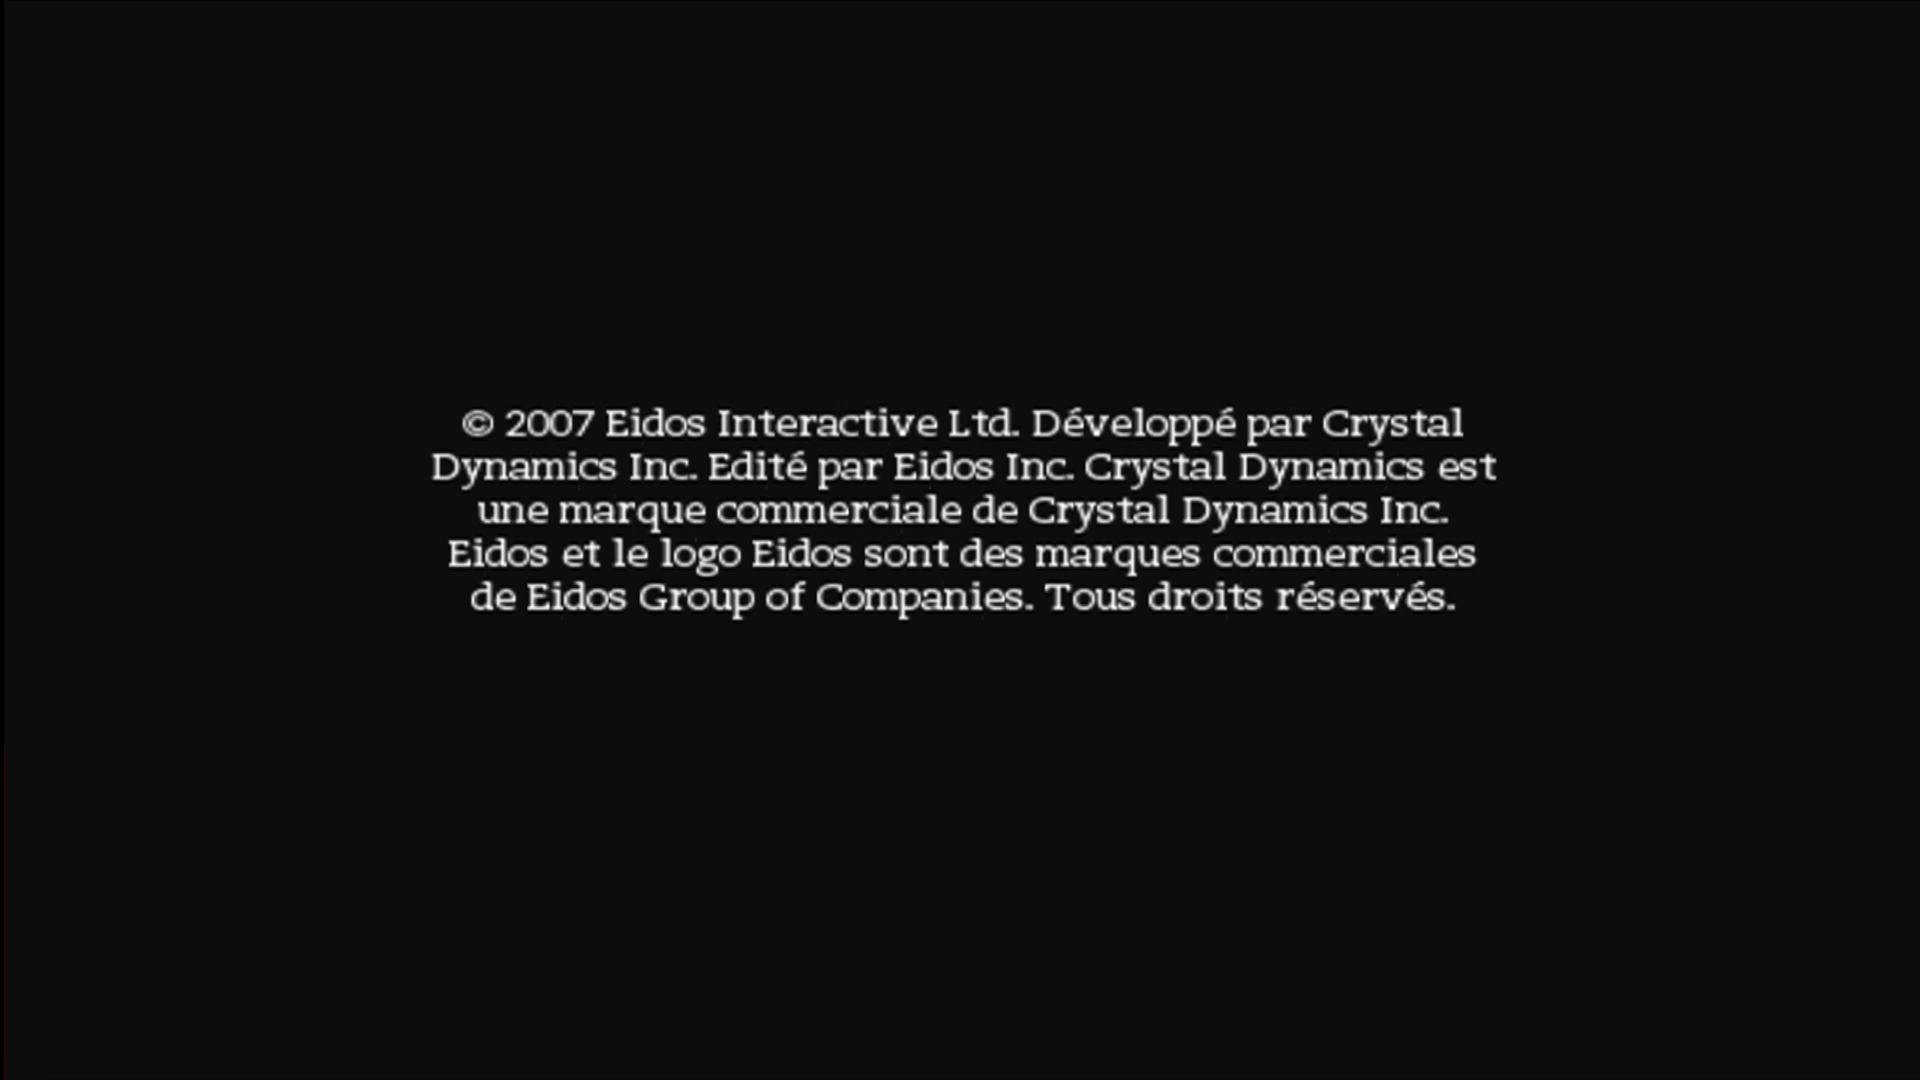 © 2007 Eidos Interactive Ltd. Développé par Crystal
Dynamics Inc. Edité par Eidos Inc. Crystal Dynamics est
une marque commerciale de Crystal Dynamics Inc.
Eidos et le logo Eidos sont des marques commerciales
de Eidos Group of Companies. Tous droits réservés.